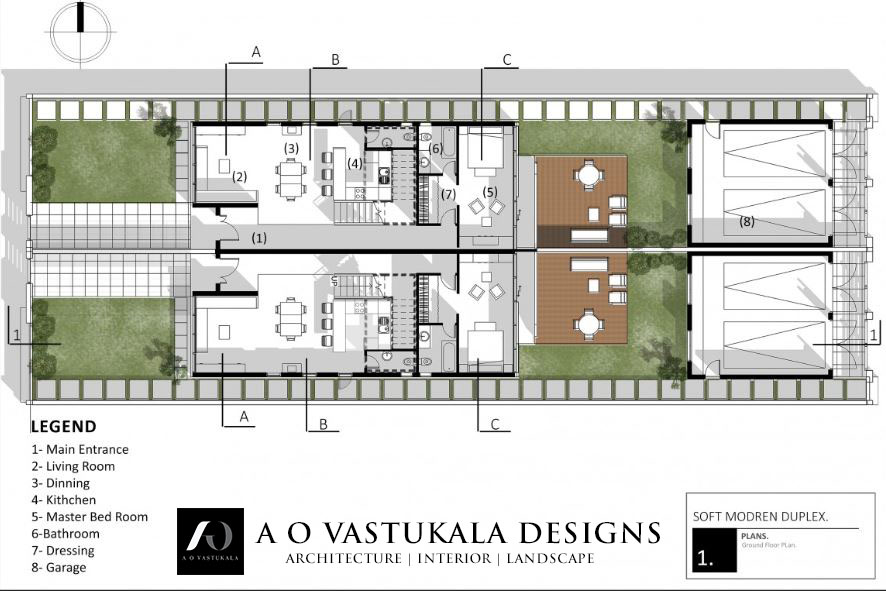 A
B
C
(3)
(6)
(4)
(2)
(7)
(5)
(8)
(1)
UP
1
1
A
B
C
LEGEND
1- Main Entrance
2- Living Room
3- Dinning
4- Kithchen
5- Master Bed Room
6-Bathroom
7- Dressing
8- Garage
A O VASTUKALA
A O VASTUKALA DESIGNS
ARCHITECTURE | INTERIOR | LANDSCAPE
SOFT MODREN DUPLEX.
1.
PLANS.
Ground Floor PLan.